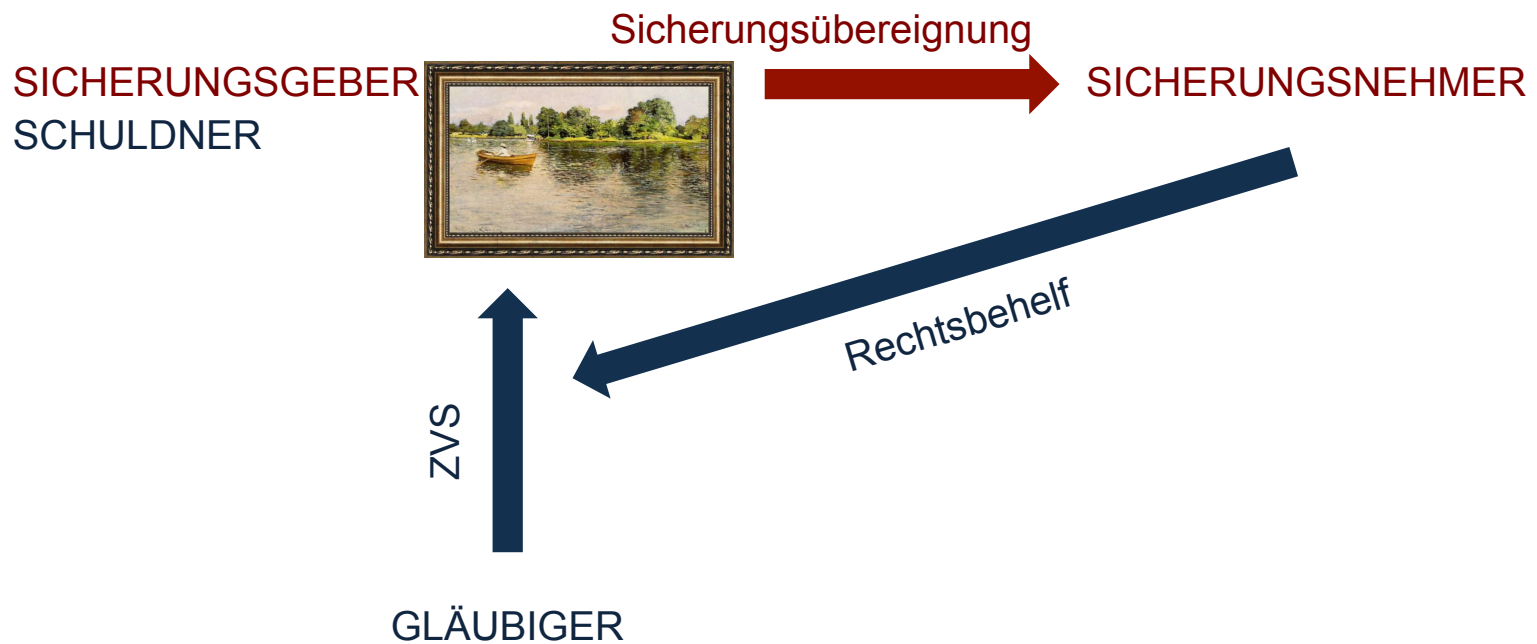 Sicherungsübereignung
SICHERUNGSGEBER
SICHERUNGSNEHMER
SCHULDNER
Rechtsbehelf
ZVS
GLÄUBIGER